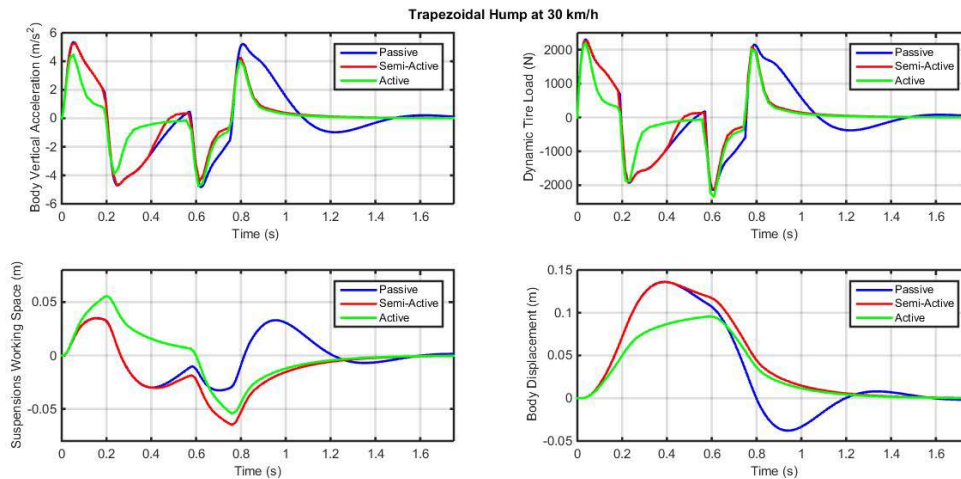 Trapezoidal Hump at 30 km/h
Body Vertical Acceleration (m/s²)
6
4
2
0
-2
-4
-6
0 0.2 0.4 0.6 0.8 1 1.2 1.4 1.6
Time (s)
Passive
Semi-Active
Active
Dynamic Tire Load (N)
2000
1000
0
-1000
-2000
0 0.2 0.4 0.6 0.8 1 1.2 1.4 1.6
Time (s)
Passive
Semi-Active
Active
Suspensions Working Space (m)
0.05
0
-0.05
0 0.2 0.4 0.6 0.8 1 1.2 1.4 1.6
Time (s)
Passive
Semi-Active
Active
Body Displacement (m)
0.15
0.1
0.05
0
-0.05
0 0.2 0.4 0.6 0.8 1 1.2 1.4 1.6
Time (s)
Passive
Semi-Active
Active